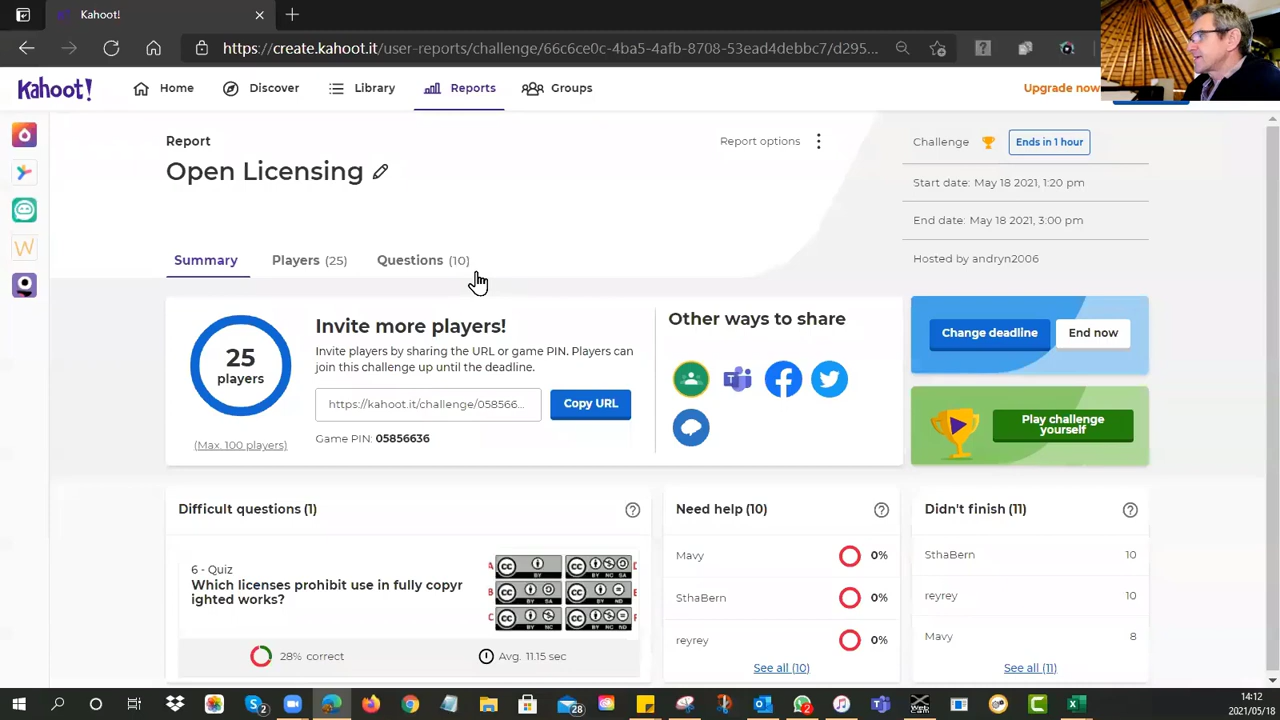 Kahoot!
https://create.kahoot.it/user-reports/challenge/66c6ce0c-4ba5-4afb-8708-53ead4debbc7/d295...
Kahoot!
Home
Discover
Library
Reports
Groups
Upgrade now
Report
Report options
Open Licensing
Challenge
Ends in 1 hour
Start date: May 18 2021, 1:20 pm
End date: May 18 2021, 3:00 pm
Hosted by andryn2006
Summary
Players (25)
Questions (10)
25
players
(Max. 100 players)
Invite more players!
Invite players by sharing the URL or game PIN. Players can
join this challenge up until the deadline.
https://kahoot.it/challenge/058566...
Copy URL
Game PIN: 05856636
Other ways to share
Change deadline
End now
Play challenge
yourself
Difficult questions (1)
6 - Quiz
Which licenses prohibit use in fully copyr
ighted works?
28% correct
Avg. 11.15 sec
Need help (10)
Mavy 0%
SthaBern 0%
reyrey 0%
See all (10)
Didn't finish (11)
SthaBern 10
reyrey 10
Mavy 8
See all (11)
14:12
2021/05/18